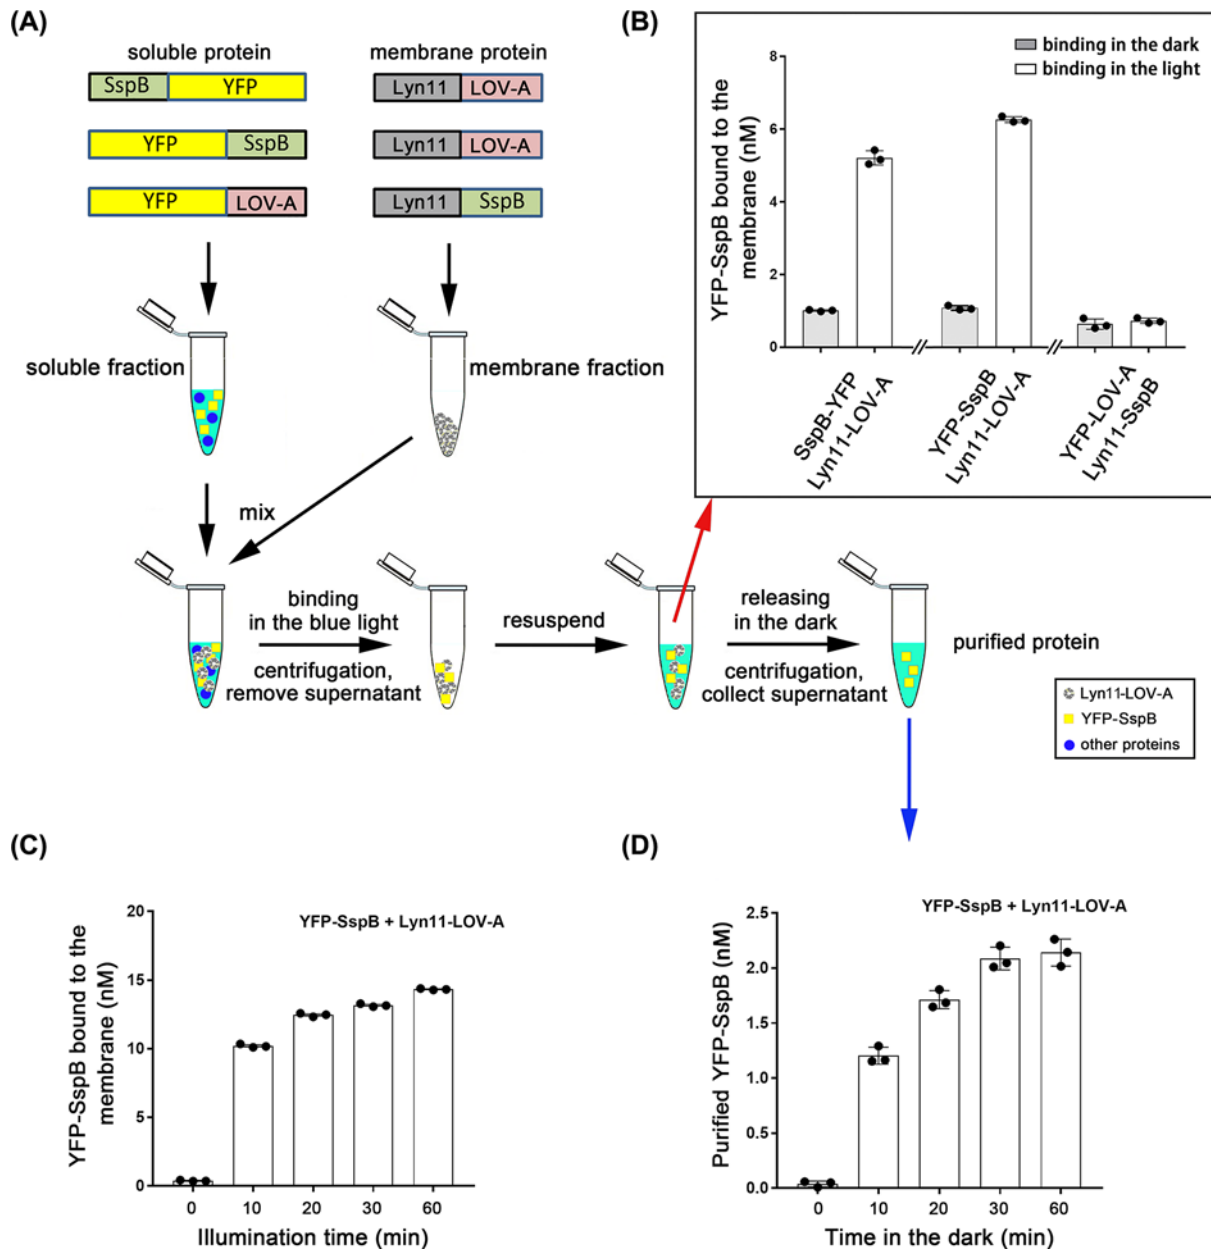 (A)
soluble protein
membrane protein
SspB YFP
Lyn11 LOV-A
YFP SspB
Lyn11 LOV-A
YFP LOV-A
Lyn11 SspB
soluble fraction
membrane fraction
mix
binding
in the blue light
centrifugation,
remove supernatant
resuspend
releasing
in the dark
centrifugation,
collect supernatant
purified protein
Lyn11-LOV-A
YFP-SspB
other proteins
(B)
binding in the dark
binding in the light
YFP-SspB bound to the
membrane (nM)
8
6
4
2
0
SspB-YFP
Lyn11-LOV-A
YFP-SspB
Lyn11-LOV-A
YFP-LOV-A
Lyn11-SspB
(C)
YFP-SspB + Lyn11-LOV-A
YFP-SspB bound to the
membrane (nM)
20
15
10
5
0
0 10 20 30 60
Illumination time (min)
(D)
YFP-SspB + Lyn11-LOV-A
Purified YFP-SspB (nM)
2.5
2.0
1.5
1.0
0.5
0.0
0 10 20 30 60
Time in the dark (min)